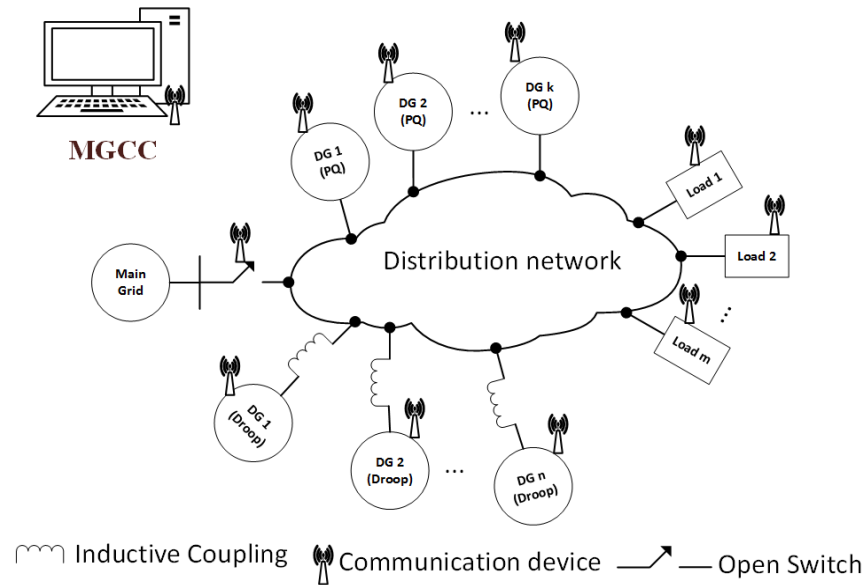 MGCC
DG 1
(PQ)
DG 2
(PQ)
...
DG k
(PQ)
Load 1
Load 2
...
Load m
Main
Grid
Distribution network
DG 1
(Droop)
DG 2
(Droop)
...
DG n
(Droop)
Inductive Coupling
Communication device
Open Switch